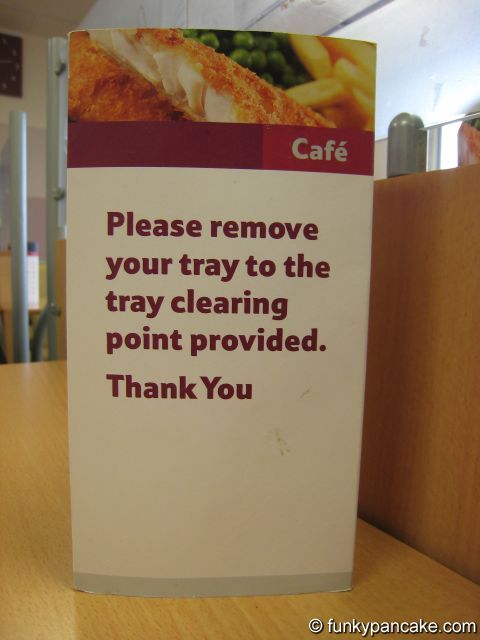 Café
Please remove
your tray to the
tray clearing
point provided.
Thank You
© funkypancake.com